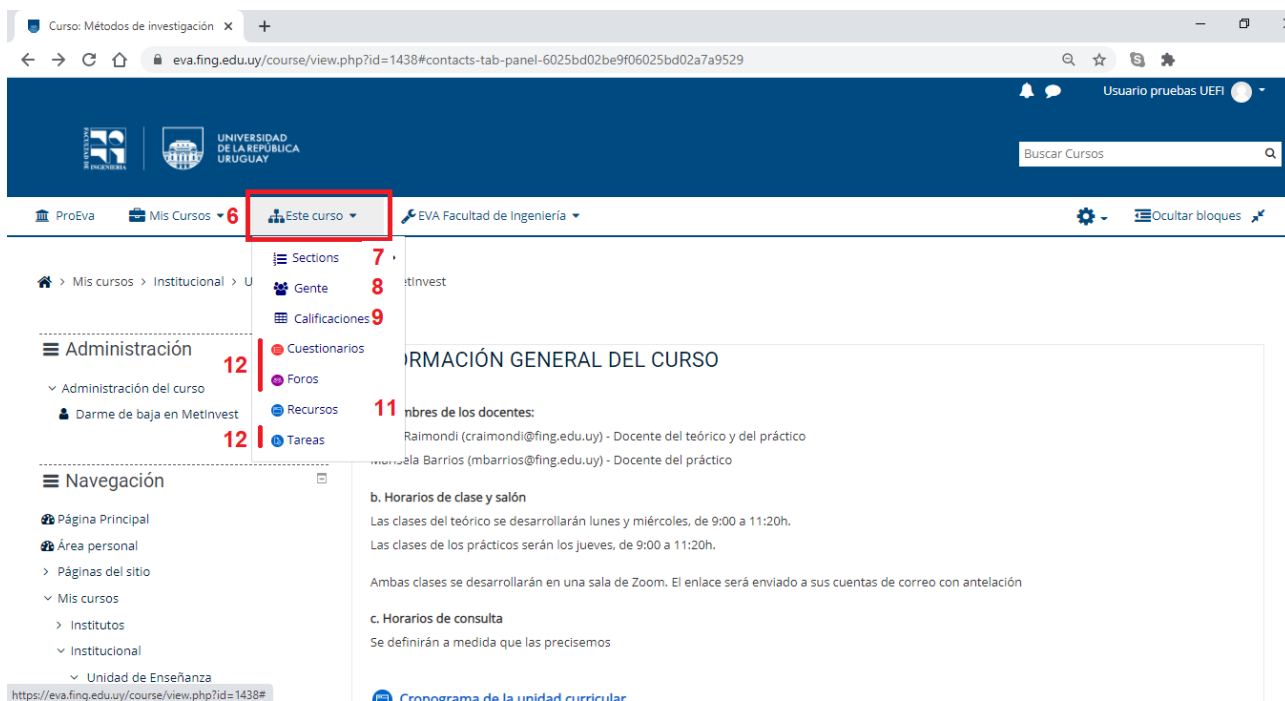 Curso: Métodos de investigación
eva.fing.edu.uy/course/view.php?id=1438#contacts-tab-panel-6025bd02be9f06025bd02a7a9529
Usuario pruebas UEFI
FACULTAD DE INGENIERIA
UNIVERSIDAD
DE LA REPÚBLICA
URUGUAY
Buscar Cursos
ProEva Mis Cursos 6 Este curso EVA Facultad de Ingeniería Ocultar bloques
Sections 7
Mis cursos > Institucional > U
Gente 8
etInvest
Calificaciones 9
Administración
12 Cuestionarios
ORMACIÓN GENERAL DEL CURSO
Foros
Administración del curso
Darme de baja en MetInvest
Recursos 11
mbres de los docentes:
12 Tareas
Raimondi (craimondi@fing.edu.uy) - Docente del teórico y del práctico
ela Barrios (mbarrios@fing.edu.uy) - Docente del práctico
Navegación
b. Horarios de clase y salón
Página Principal
Las clases del teórico se desarrollarán lunes y miércoles, de 9:00 a 11:20h.
Área personal
Las clases de los prácticos serán los jueves, de 9:00 a 11:20h.
Páginas del sitio
Ambas clases se desarrollarán en una sala de Zoom. El enlace será enviado a sus cuentas de correo con antelación
Mis cursos
c. Horarios de consulta
Institutos
Se definirán a medida que las precisemos
Institucional
Unidad de Enseñanza
https://eva.fing.edu.uy/course/view.php?id=1438#
Cronograma de la unidad curricular